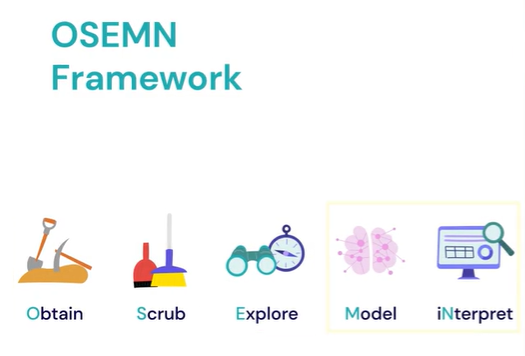 OSEMN
Framework
Obtain
Scrub
Explore
Model
iNterpret